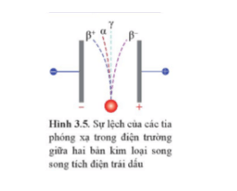 γ
β⁺ α β⁻
− +
Hình 3.5. Sự lệch của các tia
phóng xạ trong điện trường
giữa hai bản kim loại song
song tích điện trái dấu